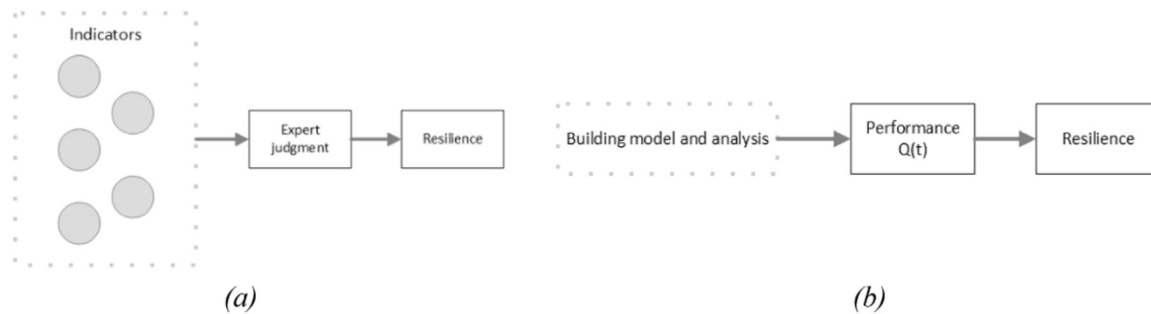 Indicators
Expert
judgment
Resilience
(a)
Building model and analysis
Performance
Q(t)
Resilience
(b)